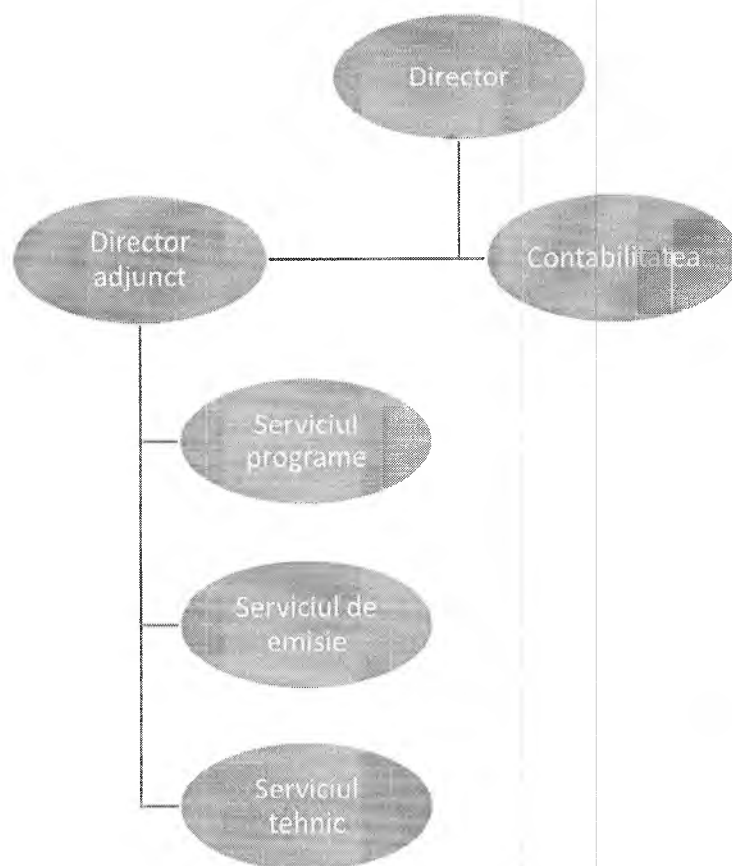 Director
Director
adjunct
Contabilitatea
Serviciul
programe
Serviciul de
emisie
Serviciul
tehnic